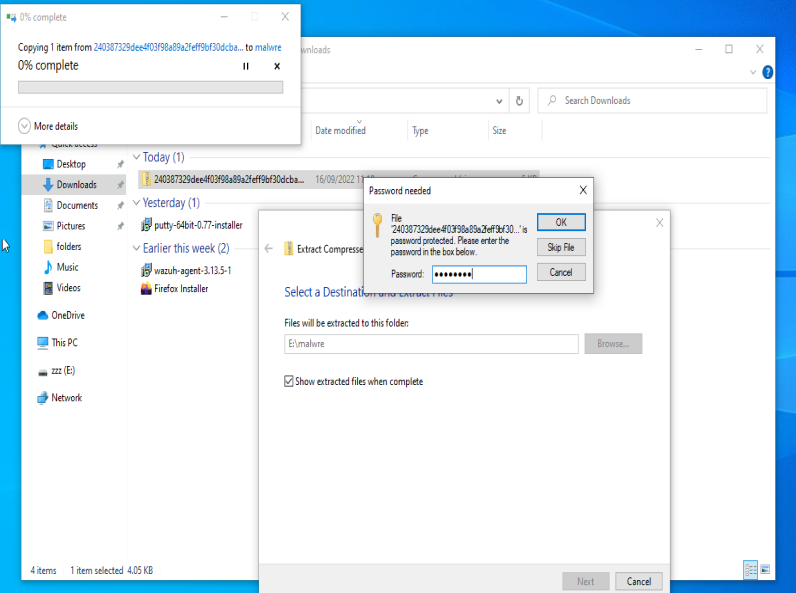 0% complete
Copying 1 item from 240387329dee4f03f98a89a2feff9bf30dcba... to malwre
0% complete
More details
wnloads
Search Downloads
Date modified
Type
Size
Quick access
Desktop
Downloads
Documents
Pictures
folders
Music
Videos
OneDrive
This PC
zzz (E:)
Network
Today (1)
240387329dee4f03f98a89a2feff9bf30dcba...
16/09/2022
Yesterday (1)
putty-64bit-0.77-installer
Earlier this week (2)
wazuh-agent-3.13.5-1
Firefox Installer
Password needed
File
'240387329dee4f03f98a89a2feff9bf30...' is
password protected. Please enter the
password in the box below.
Password:
OK
Skip File
Cancel
Extract Compresse
Select a Destination and Extract Files
Files will be extracted to this folder:
E:\malwre
Browse...
Show extracted files when complete
Next
Cancel
4 items
1 item selected 4.05 KB